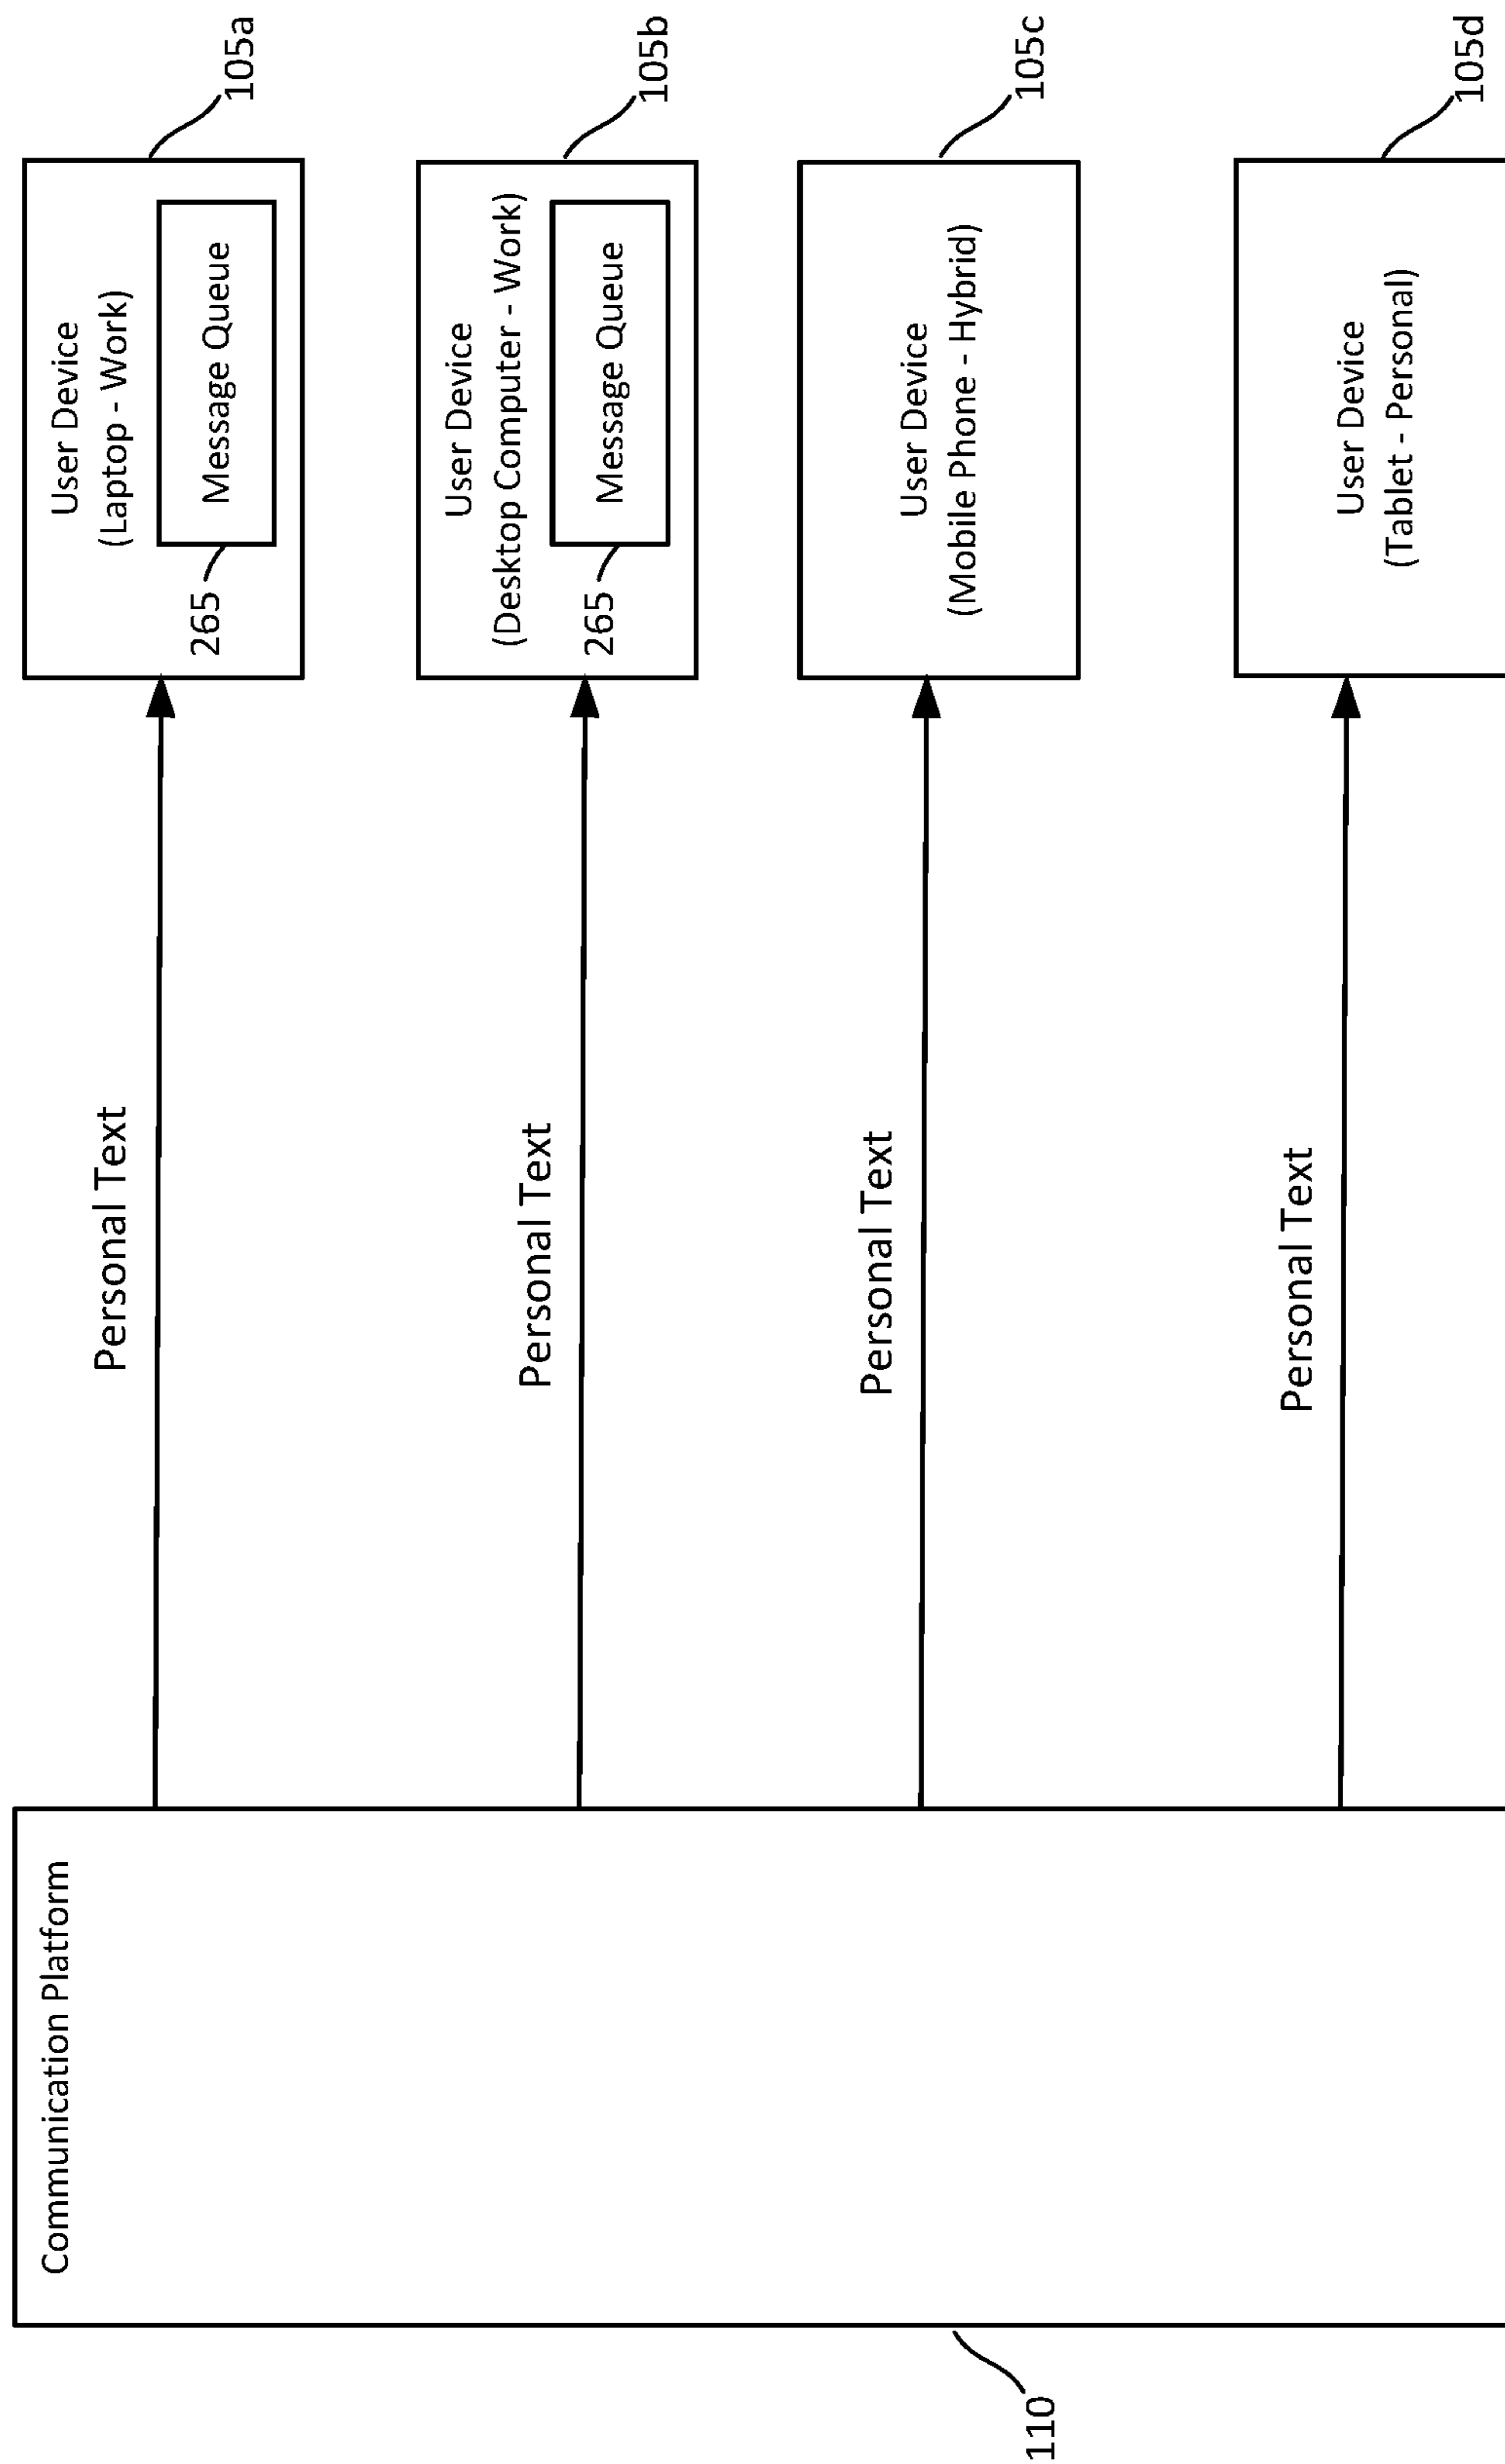 Communication Platform
110
Personal Text
User Device
(Laptop - Work)
265
Message Queue
105a
Personal Text
User Device
(Desktop Computer - Work)
265
Message Queue
105b
Personal Text
User Device
(Mobile Phone - Hybrid)
105c
Personal Text
User Device
(Tablet - Personal)
105d